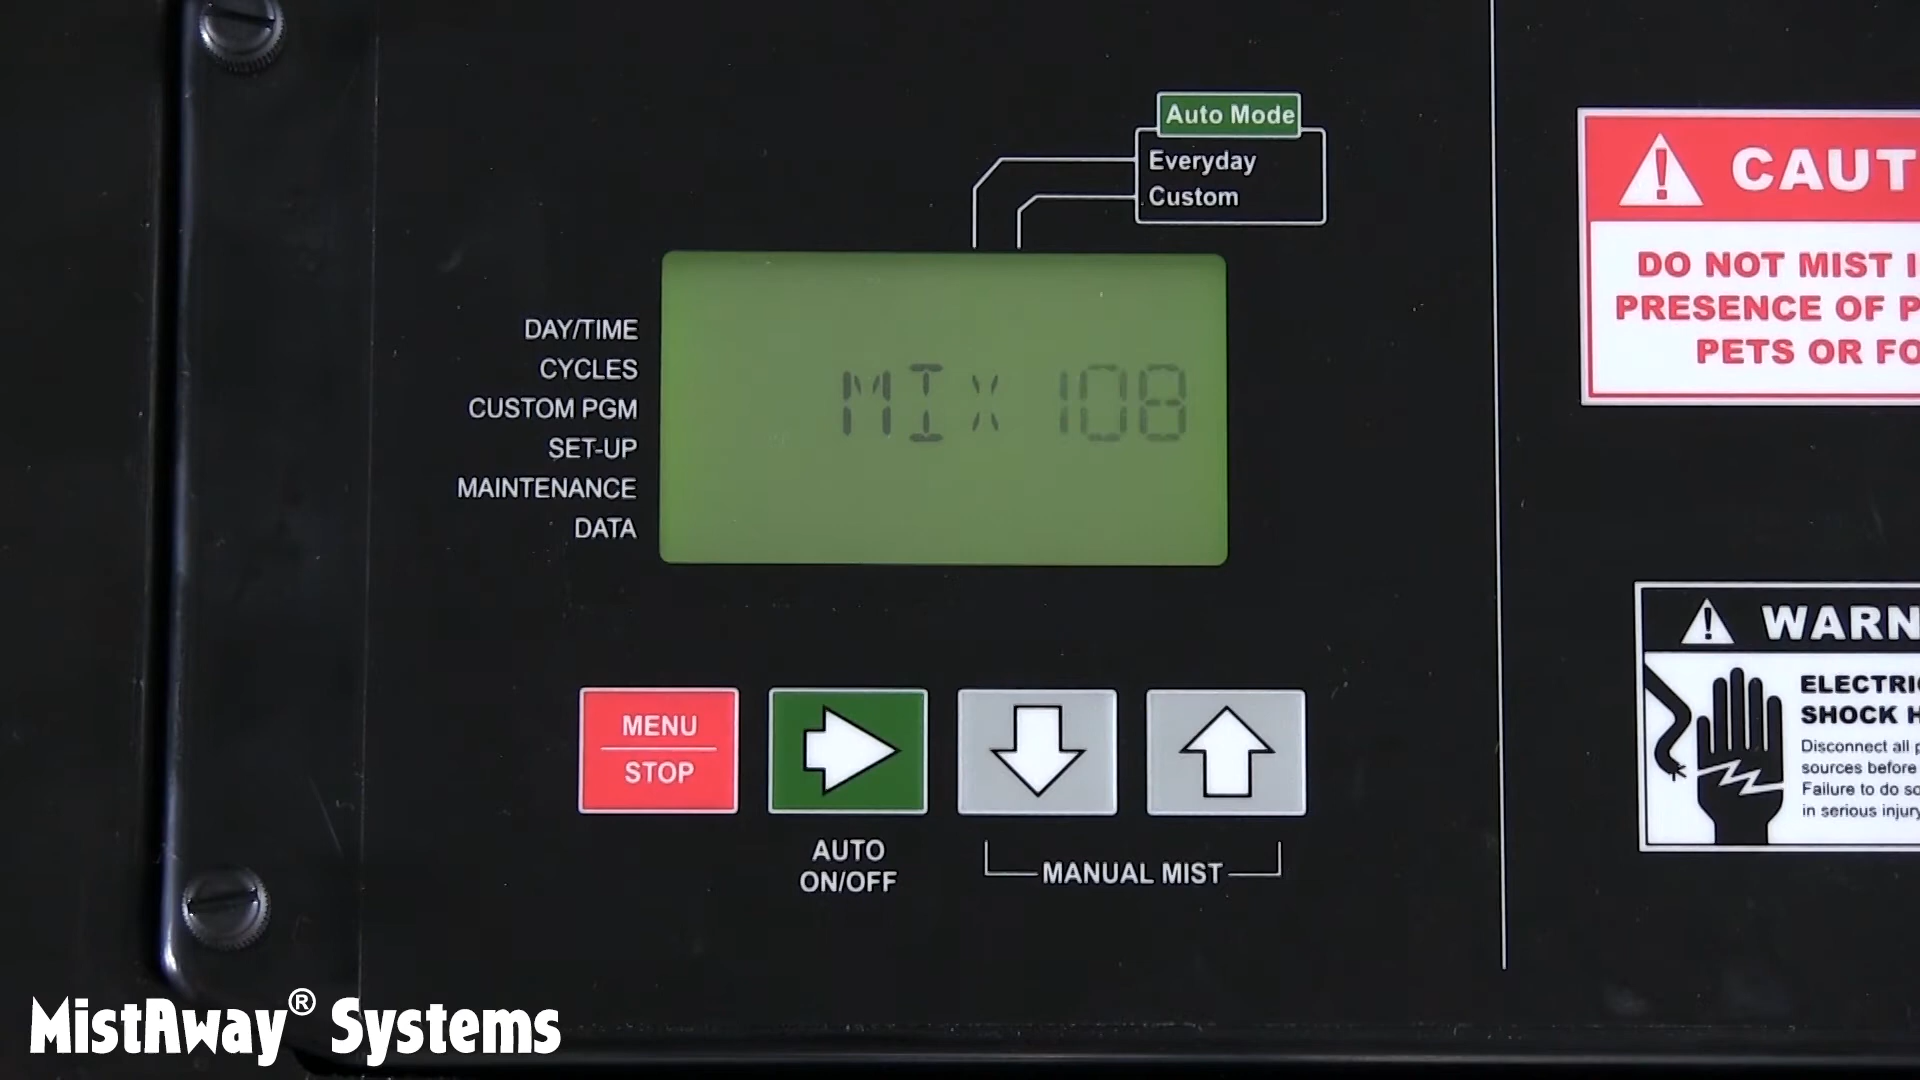 Auto Mode
Everyday
Custom
DAY/TIME
CYCLES
CUSTOM PGM
SET-UP
MAINTENANCE
DATA
MIX 108
MENU
STOP
AUTO
ON/OFF
MANUAL MIST
CAUT
DO NOT MIST I
PRESENCE OF P
PETS OR FO
WARN
ELECTRIC
SHOCK H
Disconnect all p
sources before
Failure to do so
in serious injury
MistAway® Systems